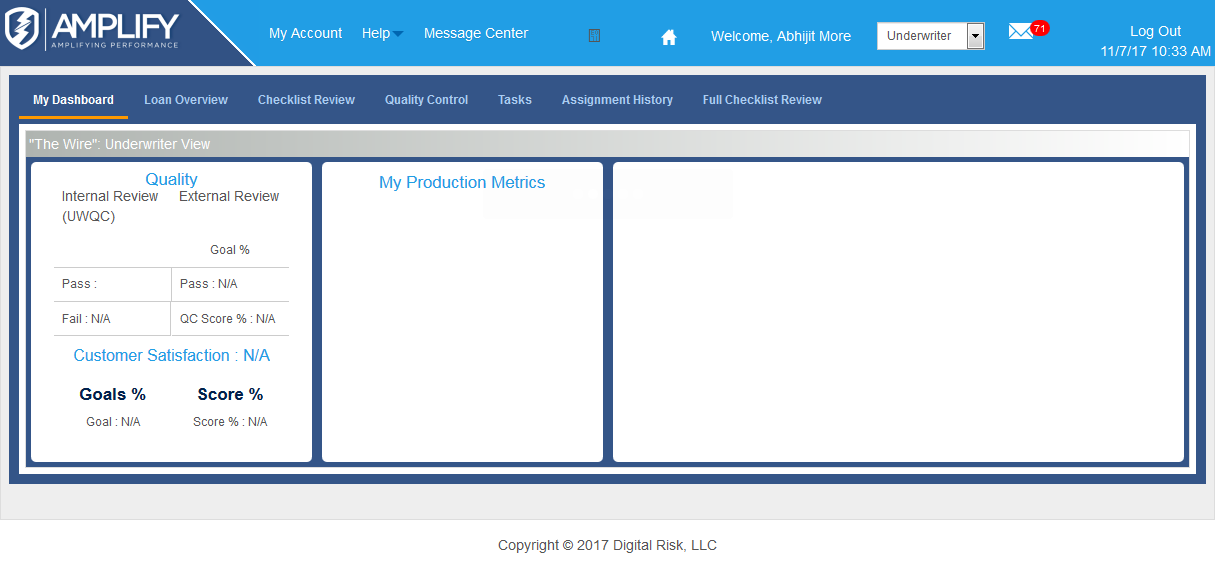 AMPLIFY
AMPLIFYING PERFORMANCE
My Account Help Message Center
Welcome, Abhijit More
Underwriter
71
Log Out
11/7/17 10:33 AM
My Dashboard Loan Overview Checklist Review Quality Control Tasks Assignment History Full Checklist Review
"The Wire": Underwriter View
Quality
Internal Review (UWQC)
External Review
Goal %
Pass : Pass : N/A
Fail : N/A QC Score % : N/A
Customer Satisfaction : N/A
Goals % Score %
Goal : N/A Score % : N/A
My Production Metrics
Copyright © 2017 Digital Risk, LLC